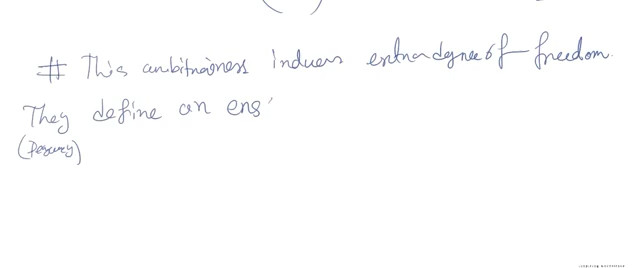 # This arbitrariness induces extra degree of freedom.
They define an ens